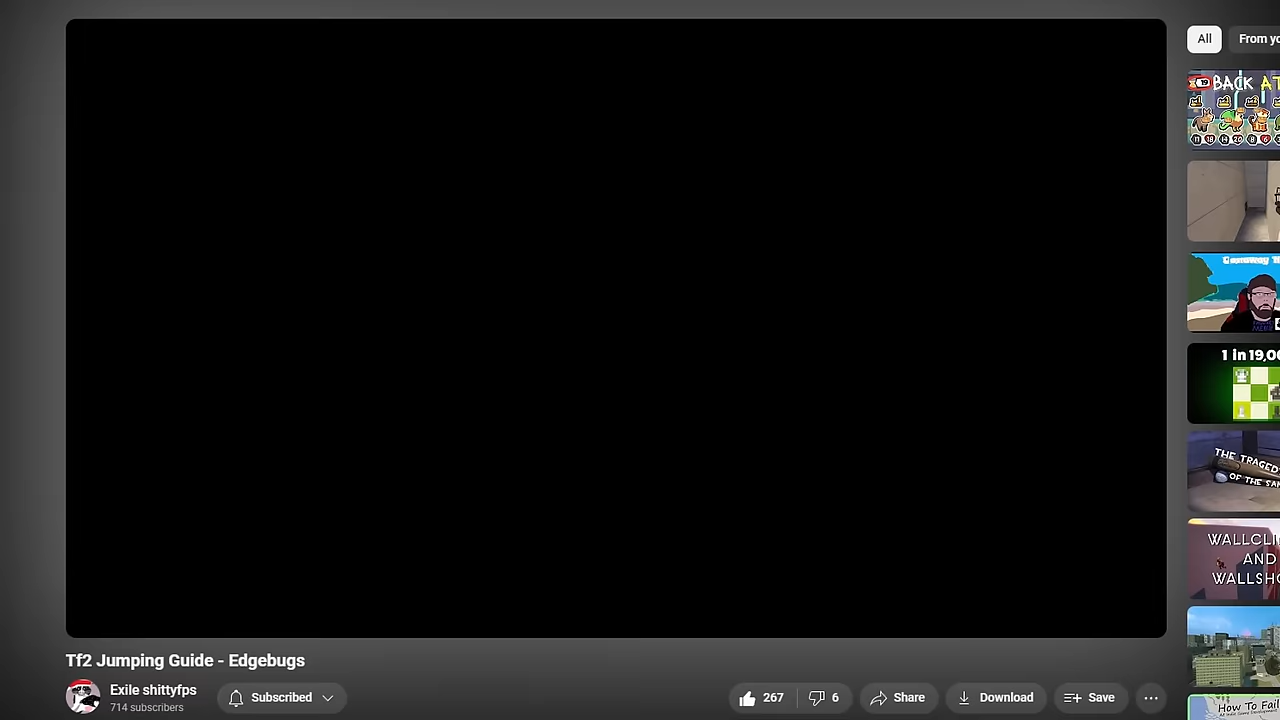 All
From yo
19 BACK AT
1 in 19,00
THE TRAGED
OF THE SAN
WALLCLI
AND
WALLSHO
Tf2 Jumping Guide - Edgebugs
Exile shittyfps
714 subscribers
Subscribed
267
6
Share
Download
Save
How To Fail